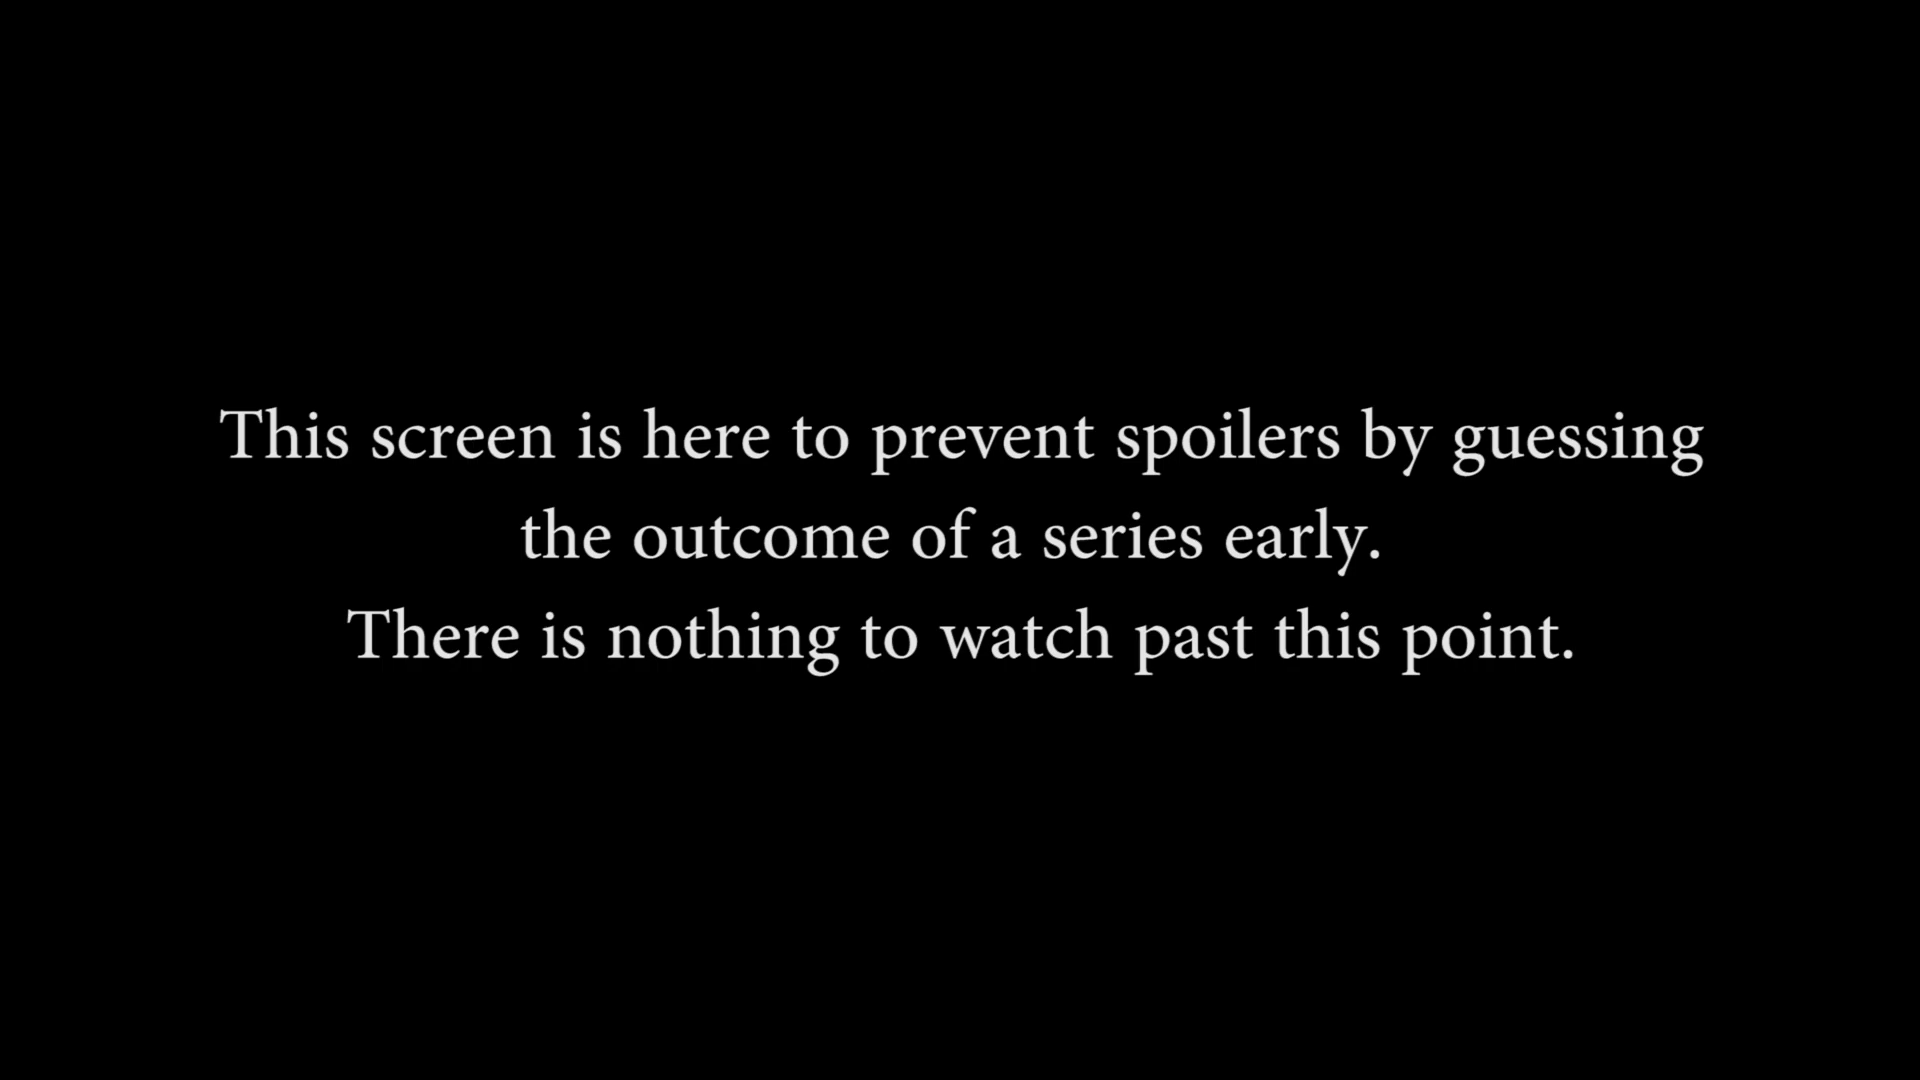 This screen is here to prevent spoilers by guessing
the outcome of a series early.
There is nothing to watch past this point.